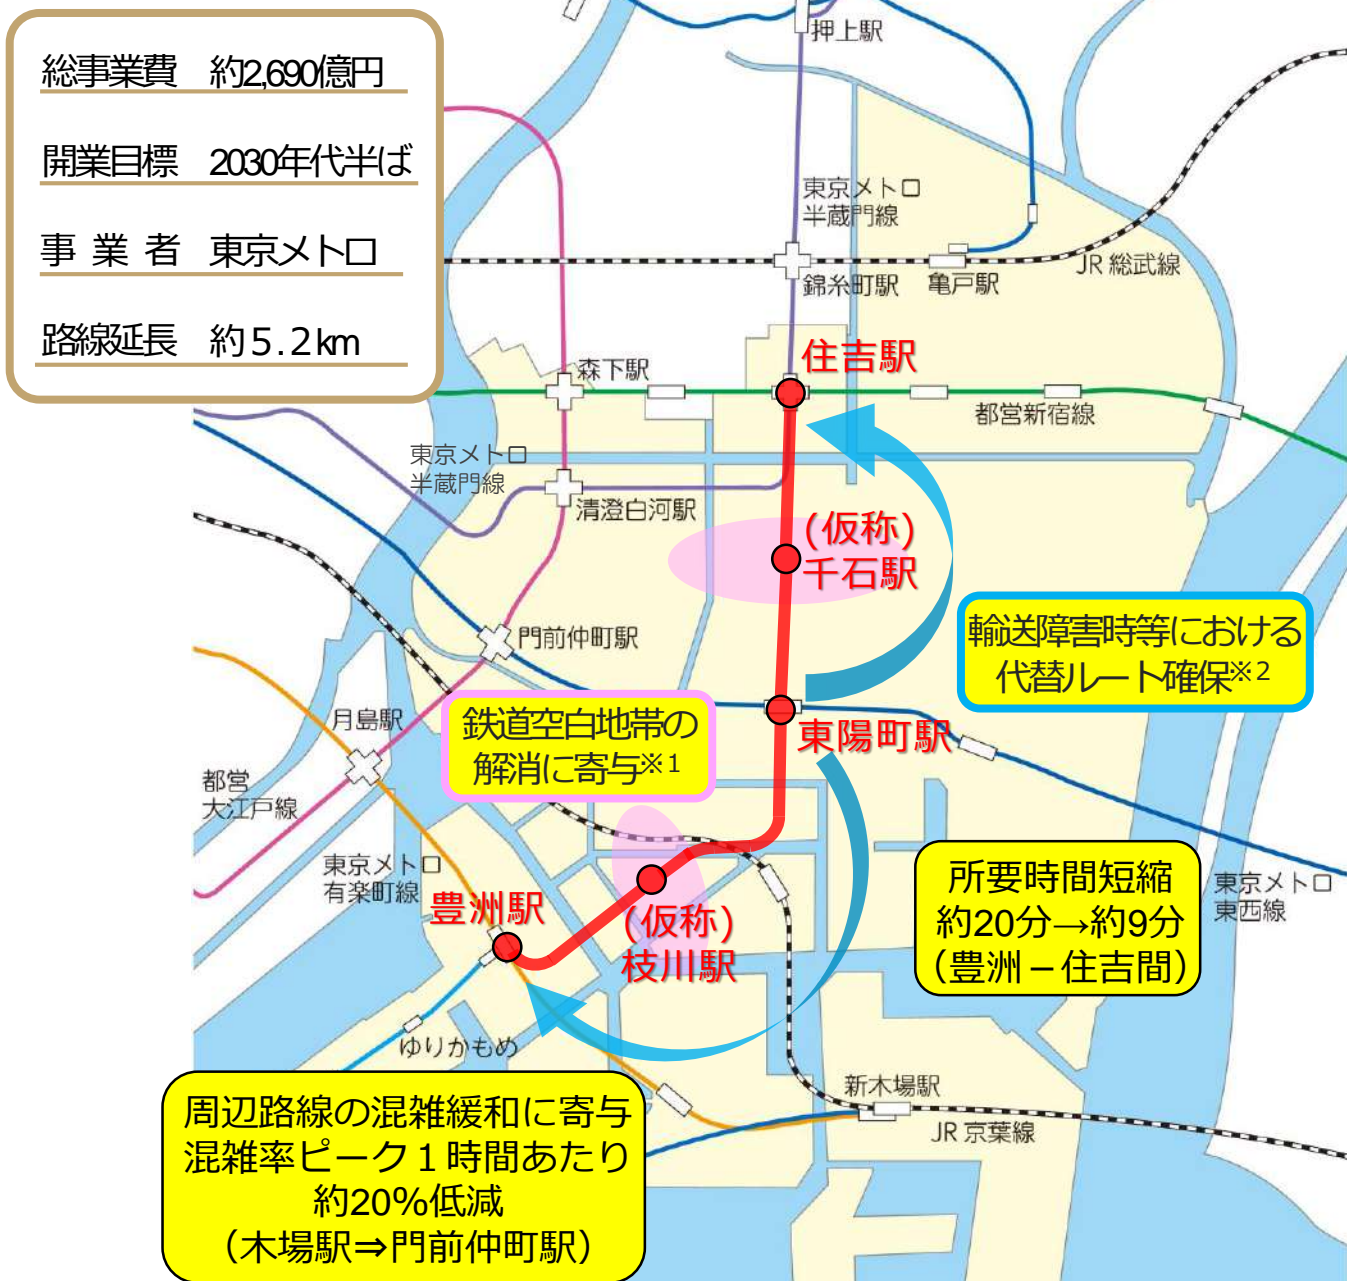 総事業費 約2,690億円
開業目標 2030年代半ば
事業者 東京メトロ
路線延長 約5.2km
押上駅
東京メトロ
半蔵門線
錦糸町駅
亀戸駅
JR 総武線
住吉駅
森下駅
都営新宿線
東京メトロ
半蔵門線
清澄白河駅
(仮称)
千石駅
輸送障害時等における
代替ルート確保※2
門前仲町駅
鉄道空白地帯の
解消に寄与※1
東陽町駅
月島駅
都営
大江戸線
東京メトロ
有楽町線
所要時間短縮
約20分→約9分
(豊洲－住吉間)
東京メトロ
東西線
豊洲駅
(仮称)
枝川駅
ゆりかもめ
新木場駅
JR 京葉線
周辺路線の混雑緩和に寄与
混雑率ピーク１時間あたり
約20%低減
(木場駅⇒門前仲町駅)